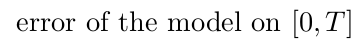 error of the model on $[0, T]$